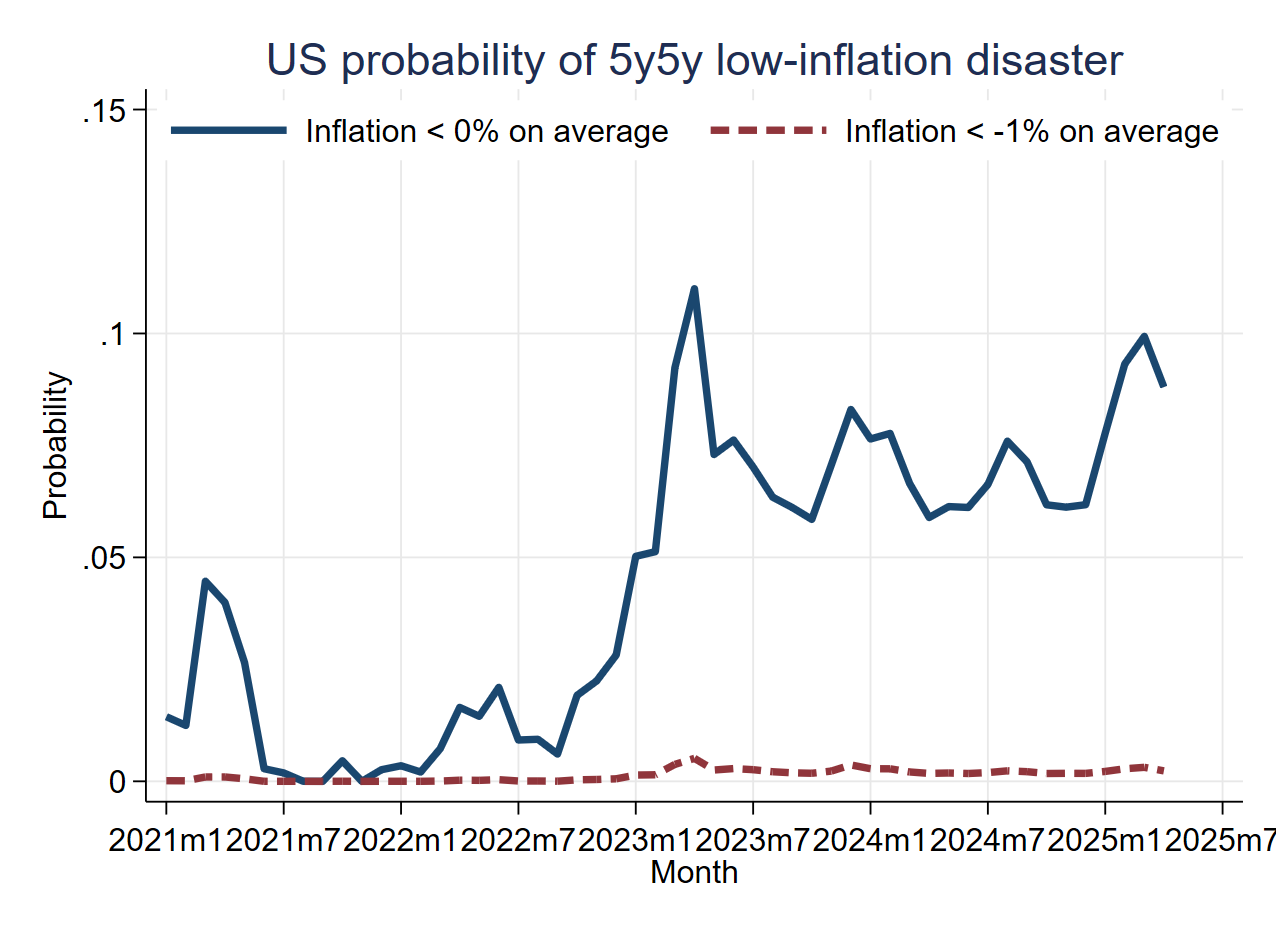 US probability of 5y5y low-inflation disaster
Inflation < 0% on average
Inflation < -1% on average
.15
.1
.05
0
Probability
2021m1 2021m7 2022m1 2022m7 2023m1 2023m7 2024m1 2024m7 2025m1 2025m7
Month